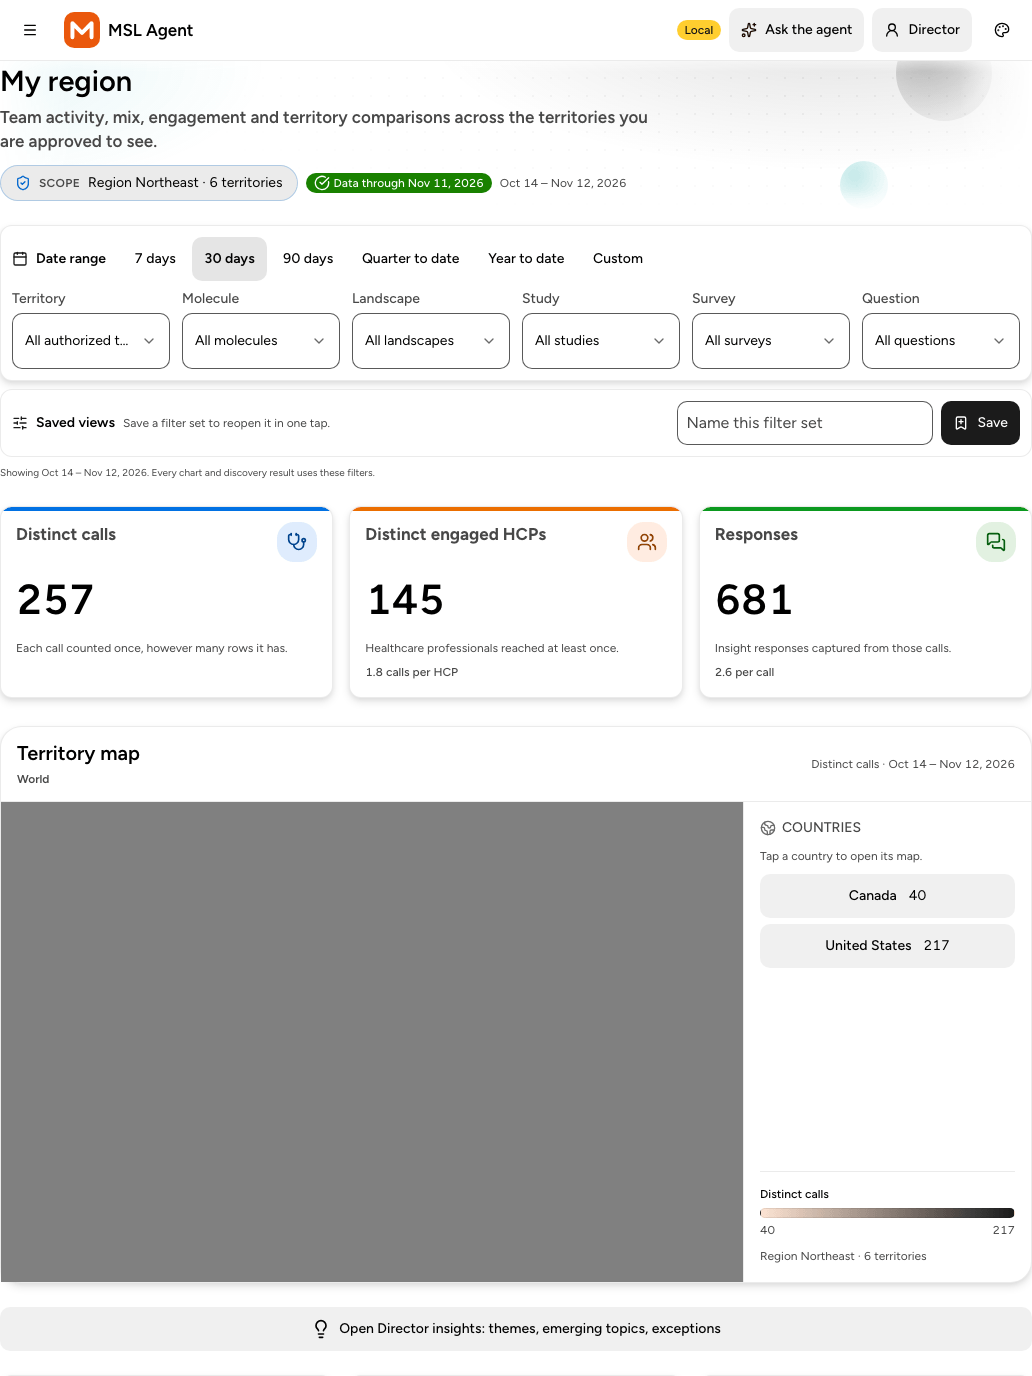 MSL Agent
Local
Ask the agent
Director
My region
Team activity, mix, engagement and territory comparisons across the territories you
are approved to see.
SCOPE Region Northeast · 6 territories
Data through Nov 11, 2026
Oct 14 – Nov 12, 2026
Date range
7 days
30 days
90 days
Quarter to date
Year to date
Custom
Territory
Molecule
Landscape
Study
Survey
Question
All authorized t...
All molecules
All landscapes
All studies
All surveys
All questions
Saved views
Save a filter set to reopen it in one tap.
Name this filter set
Save
Showing Oct 14 – Nov 12, 2026. Every chart and discovery result uses these filters.
Distinct calls
257
Each call counted once, however many rows it has.
Distinct engaged HCPs
145
Healthcare professionals reached at least once.
1.8 calls per HCP
Responses
681
Insight responses captured from those calls.
2.6 per call
Territory map
World
Distinct calls · Oct 14 – Nov 12, 2026
COUNTRIES
Tap a country to open its map.
Canada 40
United States 217
Distinct calls
40 217
Region Northeast · 6 territories
Open Director insights: themes, emerging topics, exceptions